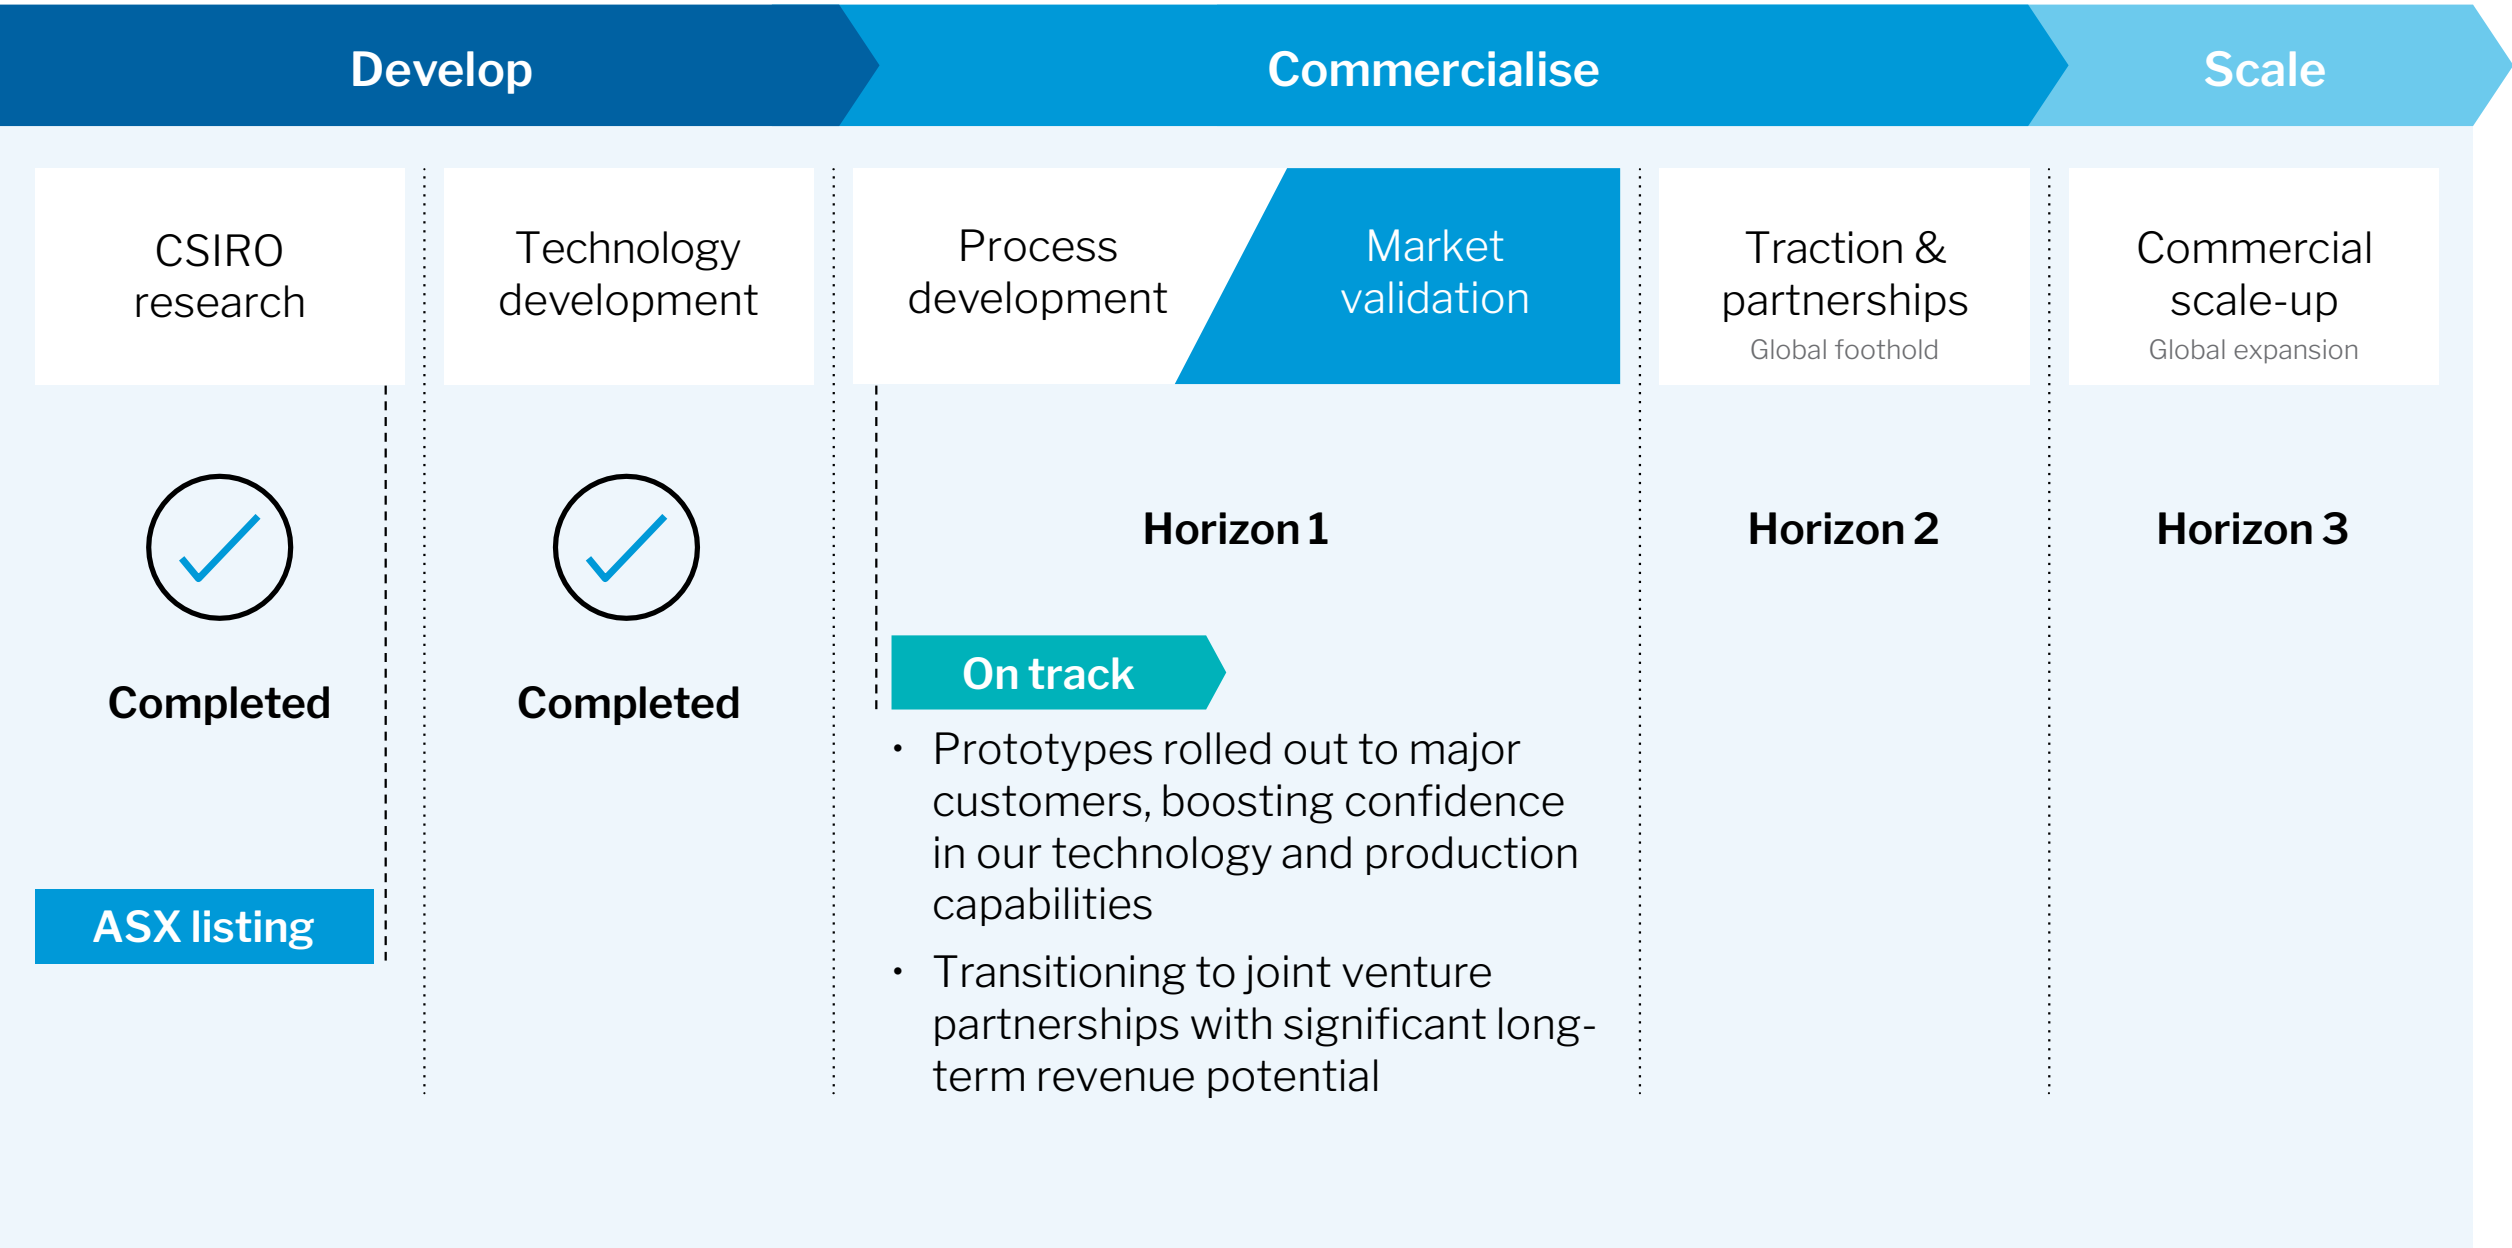 Develop
Commercialise
Scale
CSIRO
research
Technology
development
Process
development
Market
validation
Traction &
partnerships
Global foothold
Commercial
scale-up
Global expansion
Completed
ASX listing
Completed
Horizon 1
On track
• Prototypes rolled out to major
customers, boosting confidence
in our technology and production
capabilities
• Transitioning to joint venture
partnerships with significant long-
term revenue potential
Horizon 2
Horizon 3